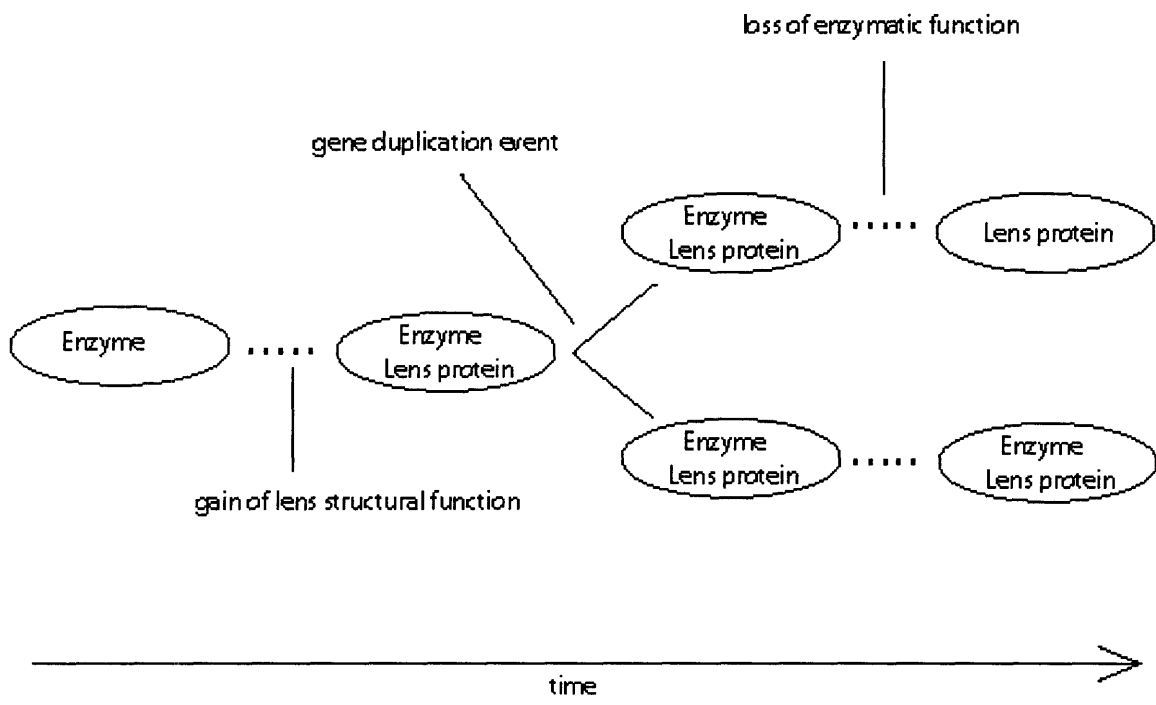 loss of enzymatic function
gene duplication event
Enzyme
Lens protein
Lens protein
Enzyme
Enzyme
Lens protein
gain of lens structural function
Enzyme
Lens protein
Enzyme
Lens protein
time